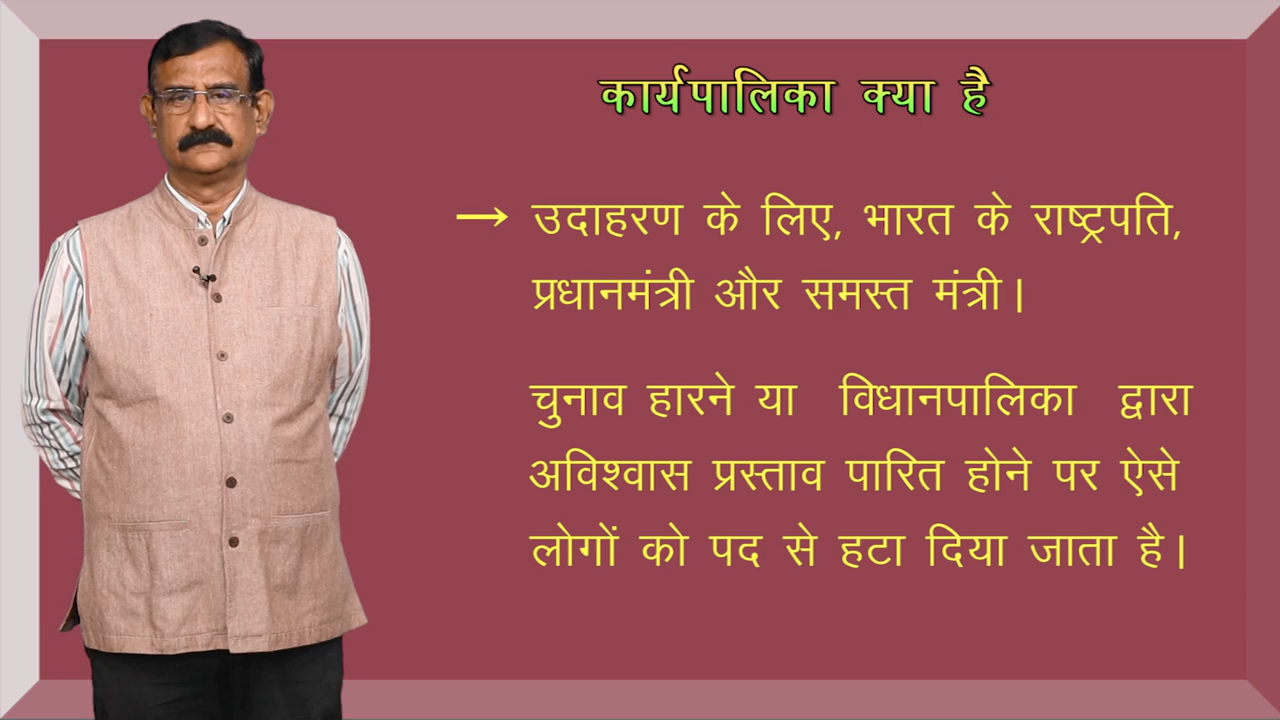 कार्यपालिका क्या है
→ उदाहरण के लिए, भारत के राष्ट्रपति,
प्रधानमंत्री और समस्त मंत्री।
चुनाव हारने या विधानपालिका द्वारा
अविश्वास प्रस्ताव पारित होने पर ऐसे
लोगों को पद से हटा दिया जाता है।